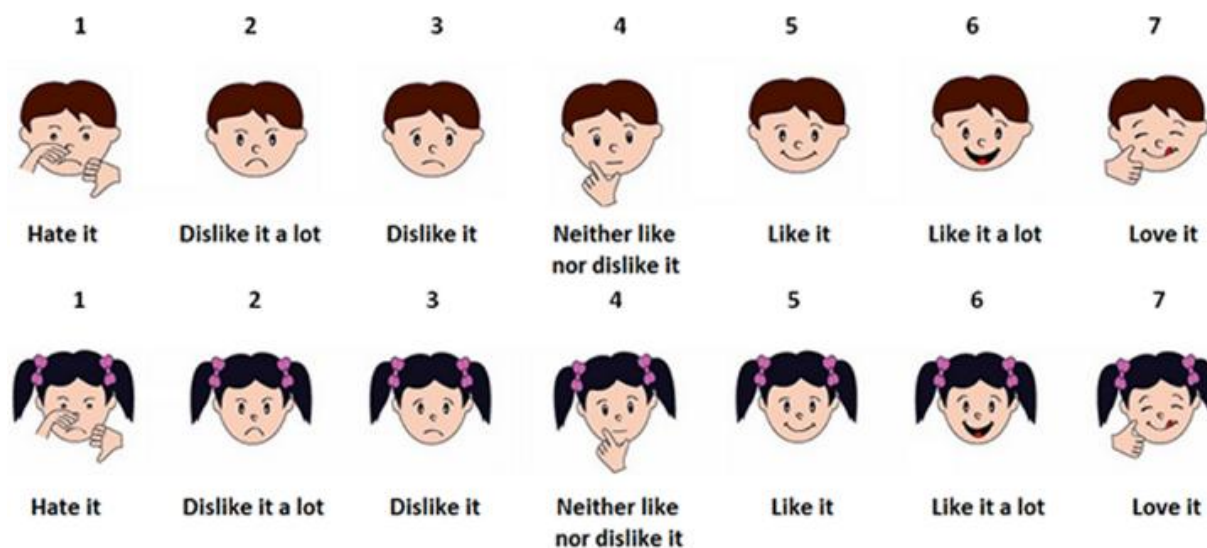 1 2 3 4 5 6 7
Hate it Dislike it a lot Dislike it Neither like Like it Like it a lot Love it
nor dislike it
1 2 3 4 5 6 7
Hate it Dislike it a lot Dislike it Neither like Like it Like it a lot Love it
nor dislike it